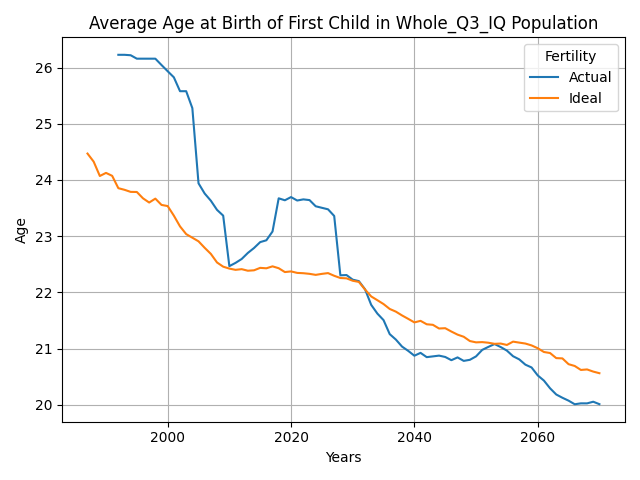 Average Age at Birth of First Child in Whole_Q3_IQ Population
Fertility
Actual
Ideal
Age
26
25
24
23
22
21
20
2000
2020
2040
2060
Years